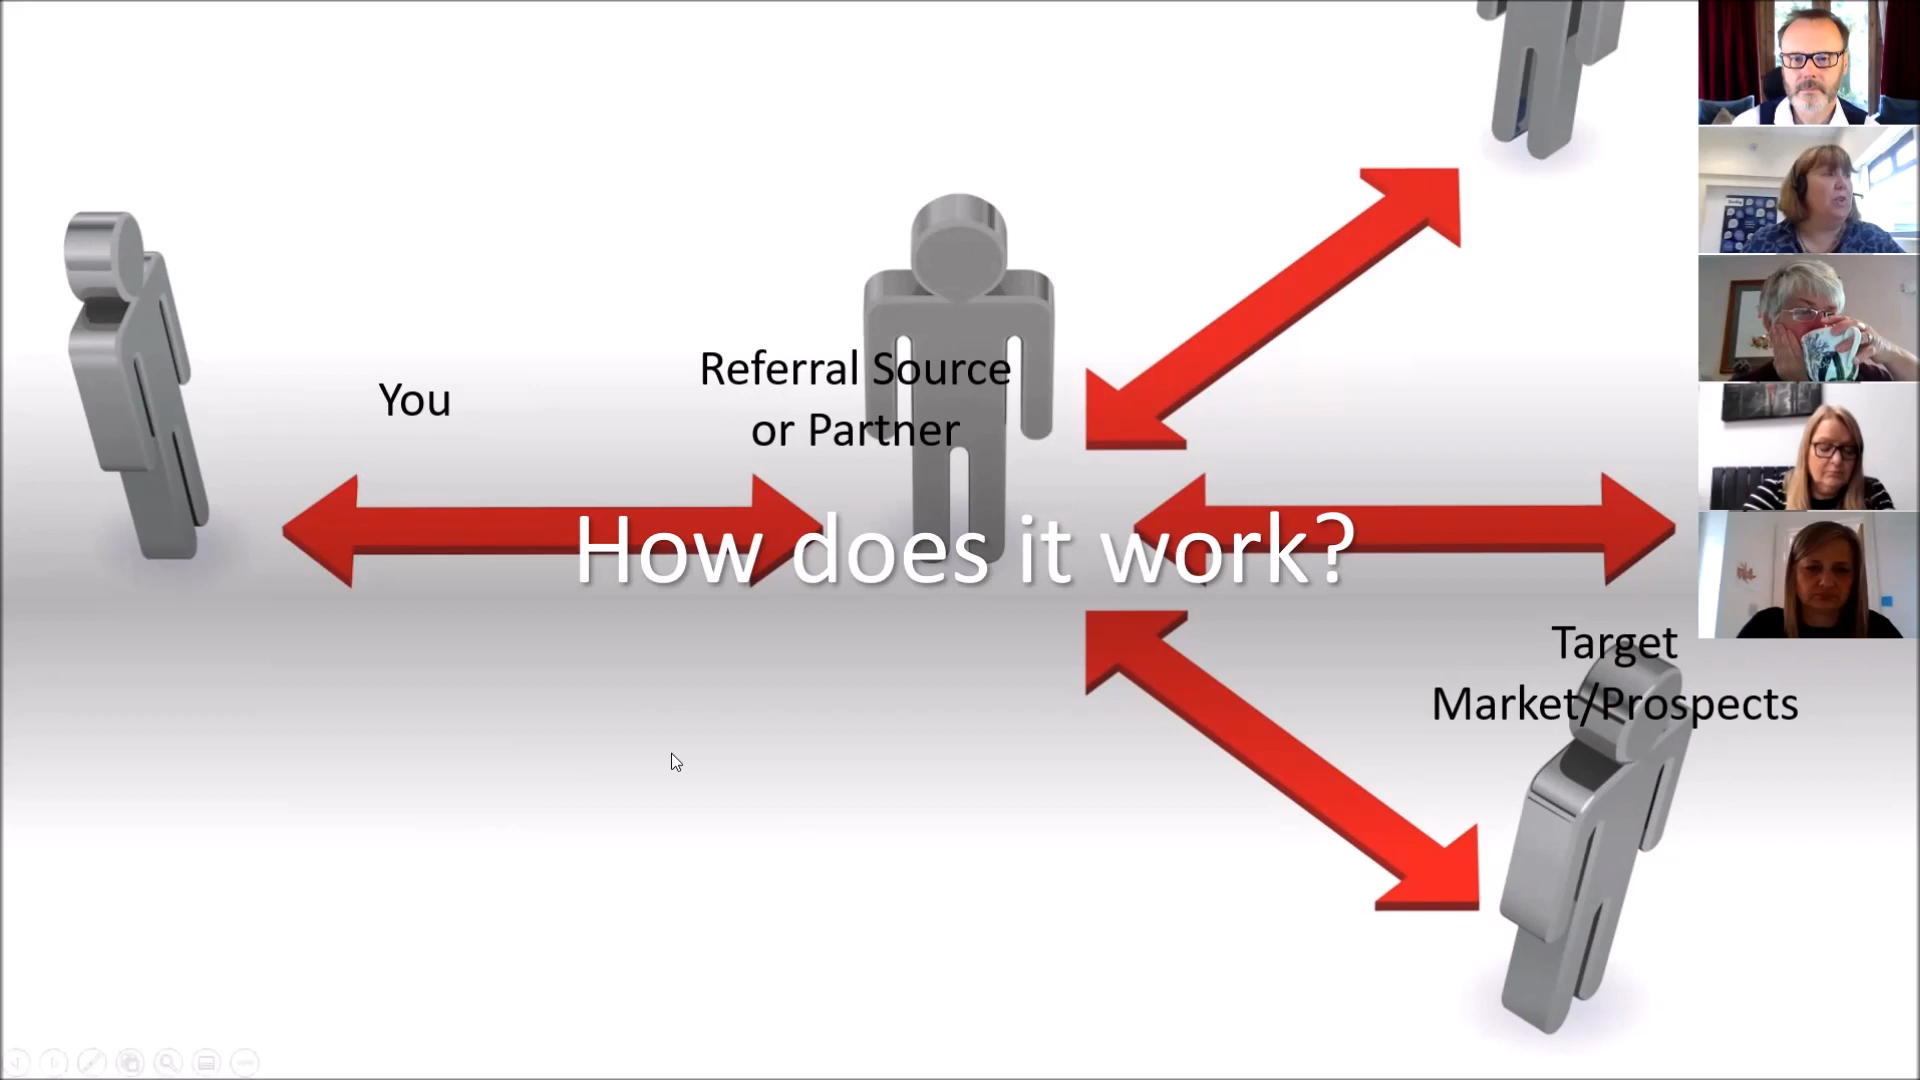 You
Referral Source
or Partner
How does it work?
Target
Market/Prospects